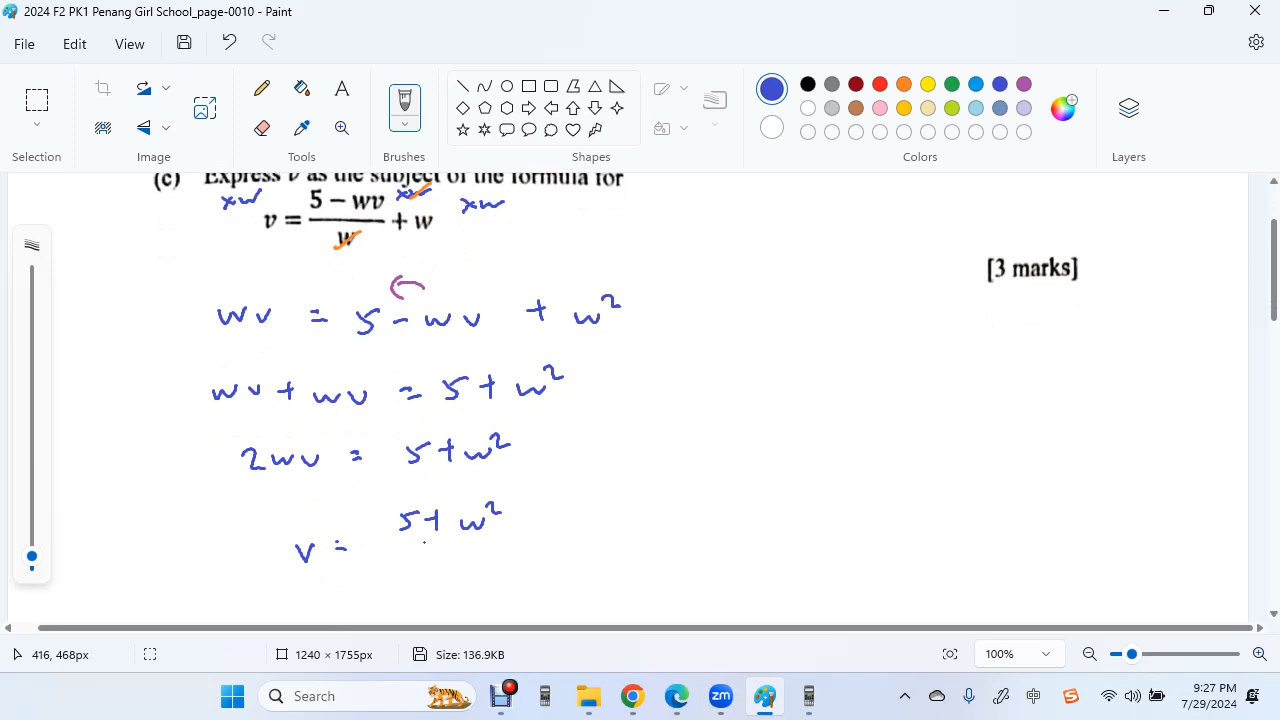 2024 F2 PK1 Penang Girl School_page-0010 - Paint
File Edit View
Selection Image Tools Brushes Shapes Colors Layers
(c) Express v as the subject of the formula for
×w ×w ×w
v = (5 − wv)/w + w
[3 marks]
wv = 5 - wv + w²
wv + wv = 5 + w²
2wv = 5 + w²
v = 5 + w²
416, 468px 1240 × 1755px Size: 136.9KB 100%
Search zm 中 S 9:27 PM
7/29/2024